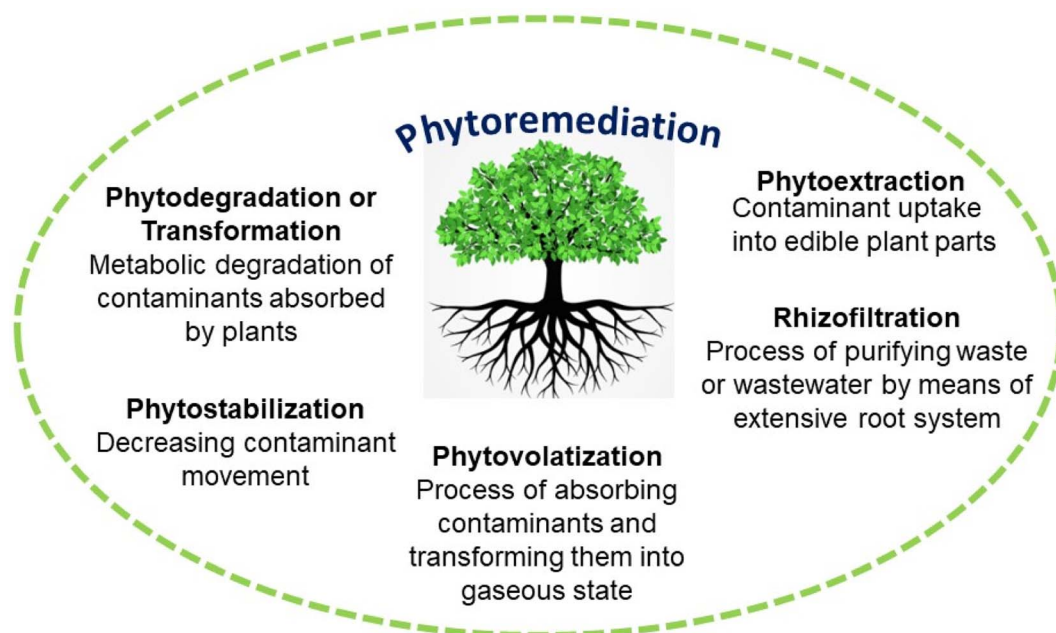 Phytoremediation
Phytodegradation or
Transformation
Metabolic degradation of
contaminants absorbed
by plants
Phytostabilization
Decreasing contaminant
movement
Phytovolatization
Process of absorbing
contaminants and
transforming them into
gaseous state
Phytoextraction
Contaminant uptake
into edible plant parts
Rhizofiltration
Process of purifying waste
or wastewater by means of
extensive root system